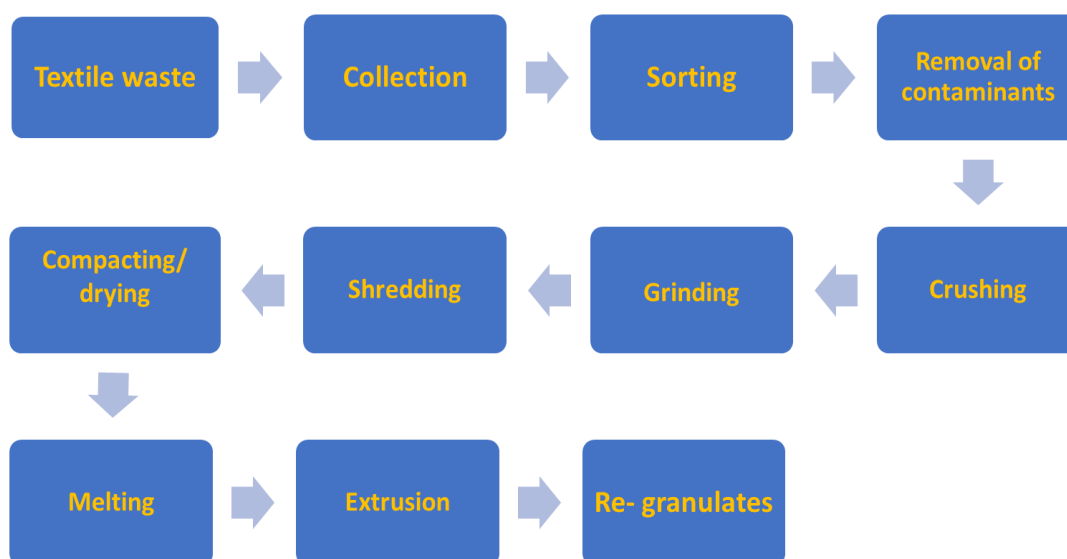 Textile waste
Collection
Sorting
Removal of
contaminants
Crushing
Grinding
Shredding
Compacting/
drying
Melting
Extrusion
Re- granulates